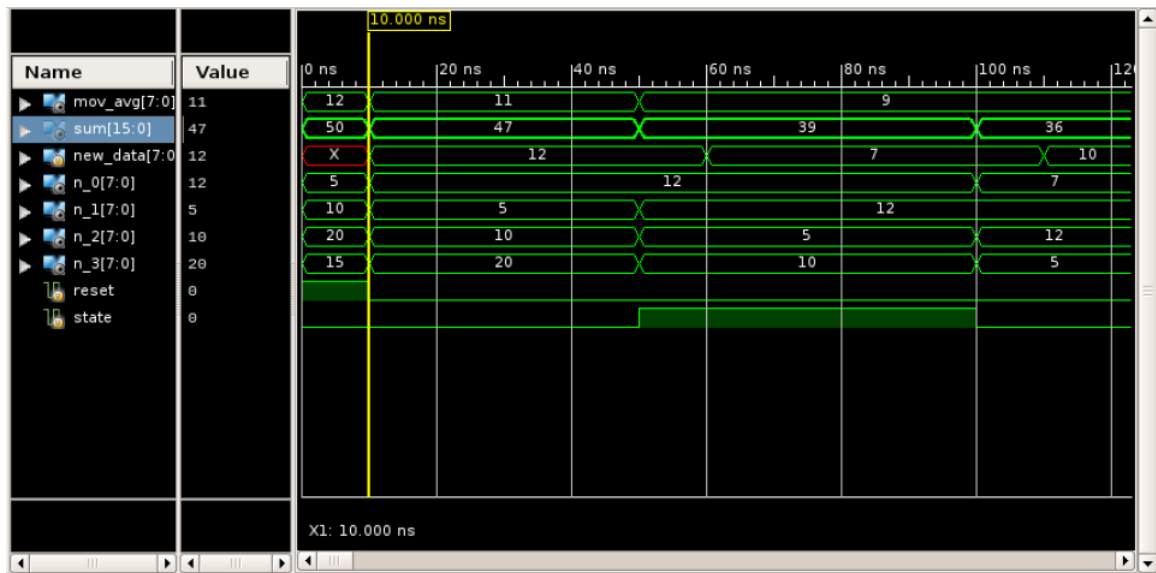 10.000 ns
Name Value
0 ns 20 ns 40 ns 60 ns 80 ns 100 ns 120
mov_avg[7:0] 11 12 11 9
sum[15:0] 47 50 47 39 36
new_data[7:0 12 X 12 7 10
n_0[7:0] 12 5 12 7
n_1[7:0] 5 10 5 12
n_2[7:0] 10 20 10 5 12
n_3[7:0] 20 15 20 10 5
reset 0
state 0
X1: 10.000 ns